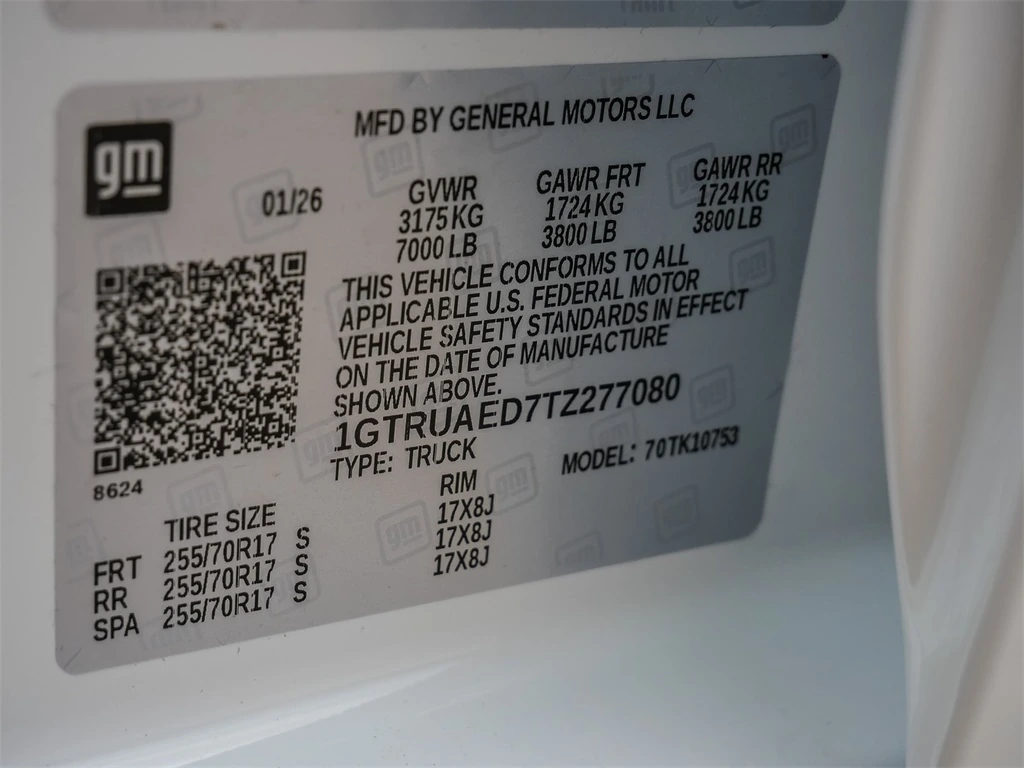 gm
MFD BY GENERAL MOTORS LLC
01/26
GVWR GAWR FRT GAWR RR
3175 KG 1724 KG 1724 KG
7000 LB 3800 LB 3800 LB
THIS VEHICLE CONFORMS TO ALL
APPLICABLE U.S. FEDERAL MOTOR
VEHICLE SAFETY STANDARDS IN EFFECT
ON THE DATE OF MANUFACTURE
SHOWN ABOVE.
1GTRUAED7TZ277080
TYPE: TRUCK MODEL: 70TK10753
8624
TIRE SIZE RIM
FRT 255/70R17 S 17X8J
RR 255/70R17 S 17X8J
SPA 255/70R17 S 17X8J